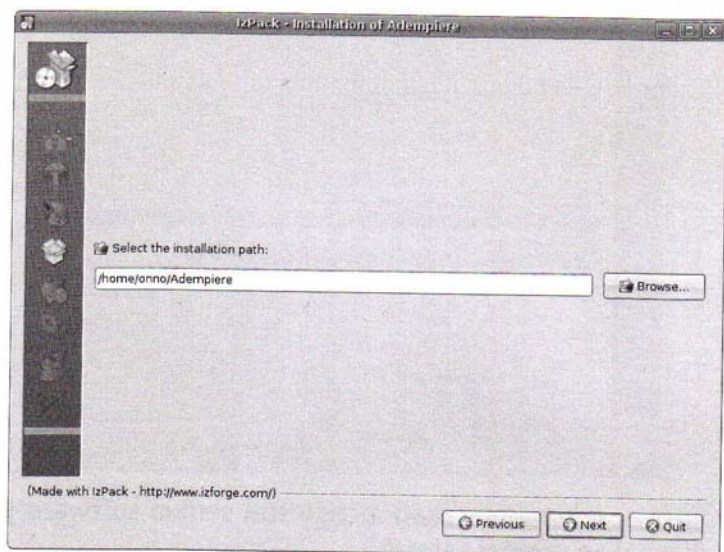 IzPack - Installation of Adempiere
Select the installation path:
/home/onno/Adempiere
Browse...
(Made with IzPack - http://www.izforge.com/)
Previous
Next
Quit